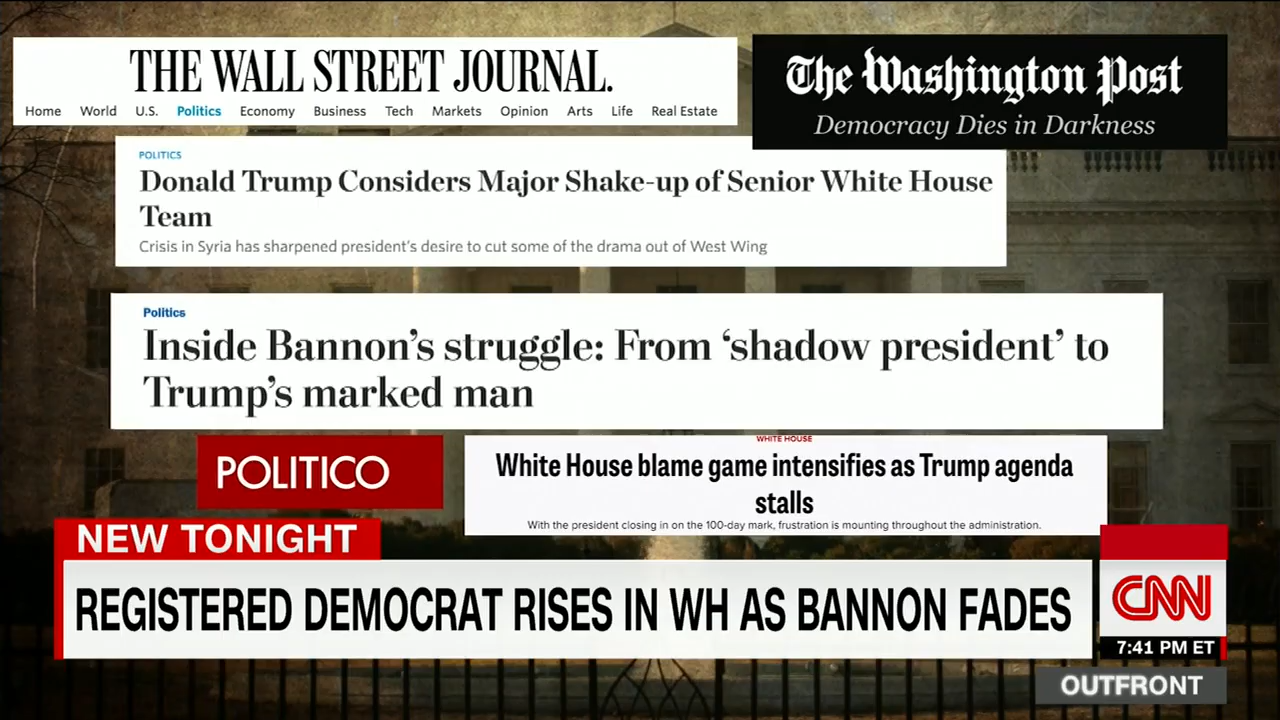 THE WALL STREET JOURNAL.
Home World U.S. Politics Economy Business Tech Markets Opinion Arts Life Real Estate
The Washington Post
Democracy Dies in Darkness
POLITICS
Donald Trump Considers Major Shake-up of Senior White House
Team
Crisis in Syria has sharpened president's desire to cut some of the drama out of West Wing
Politics
Inside Bannon's struggle: From ‘shadow president’ to
Trump's marked man
POLITICO
WHITE HOUSE
White House blame game intensifies as Trump agenda
stalls
With the president closing in on the 100-day mark, frustration is mounting throughout the administration.
NEW TONIGHT
REGISTERED DEMOCRAT RISES IN WH AS BANNON FADES
CNN
7:41 PM ET
OUTFRONT